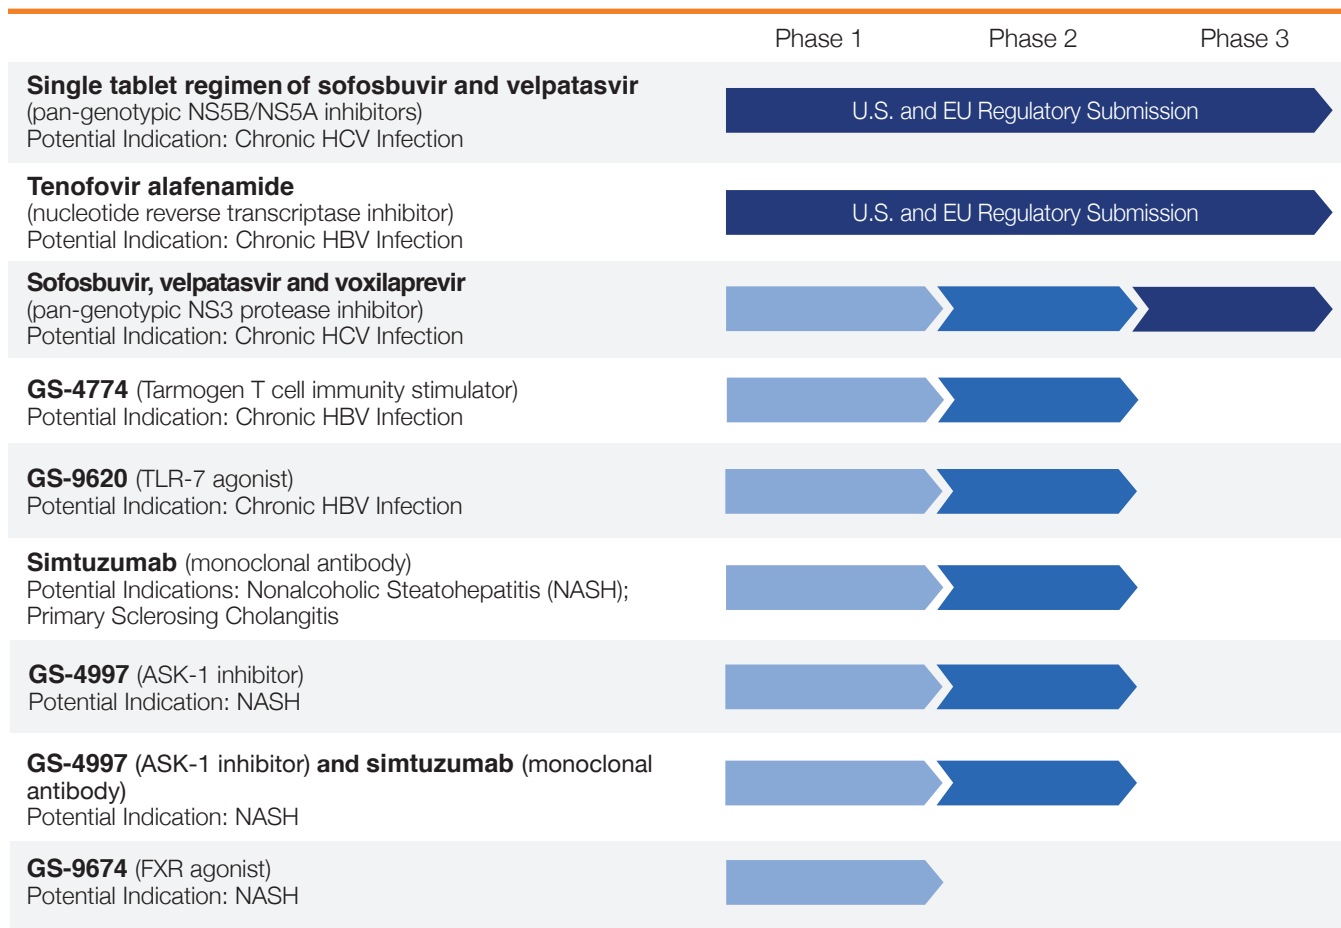 Phase 1 Phase 2 Phase 3
Single tablet regimen of sofosbuvir and velpatasvir
(pan-genotypic NS5B/NS5A inhibitors)
Potential Indication: Chronic HCV Infection
U.S. and EU Regulatory Submission
Tenofovir alafenamide
(nucleotide reverse transcriptase inhibitor)
Potential Indication: Chronic HBV Infection
U.S. and EU Regulatory Submission
Sofosbuvir, velpatasvir and voxilaprevir
(pan-genotypic NS3 protease inhibitor)
Potential Indication: Chronic HCV Infection
GS-4774 (Tarmogen T cell immunity stimulator)
Potential Indication: Chronic HBV Infection
GS-9620 (TLR-7 agonist)
Potential Indication: Chronic HBV Infection
Simtuzumab (monoclonal antibody)
Potential Indications: Nonalcoholic Steatohepatitis (NASH);
Primary Sclerosing Cholangitis
GS-4997 (ASK-1 inhibitor)
Potential Indication: NASH
GS-4997 (ASK-1 inhibitor) and simtuzumab (monoclonal
antibody)
Potential Indication: NASH
GS-9674 (FXR agonist)
Potential Indication: NASH